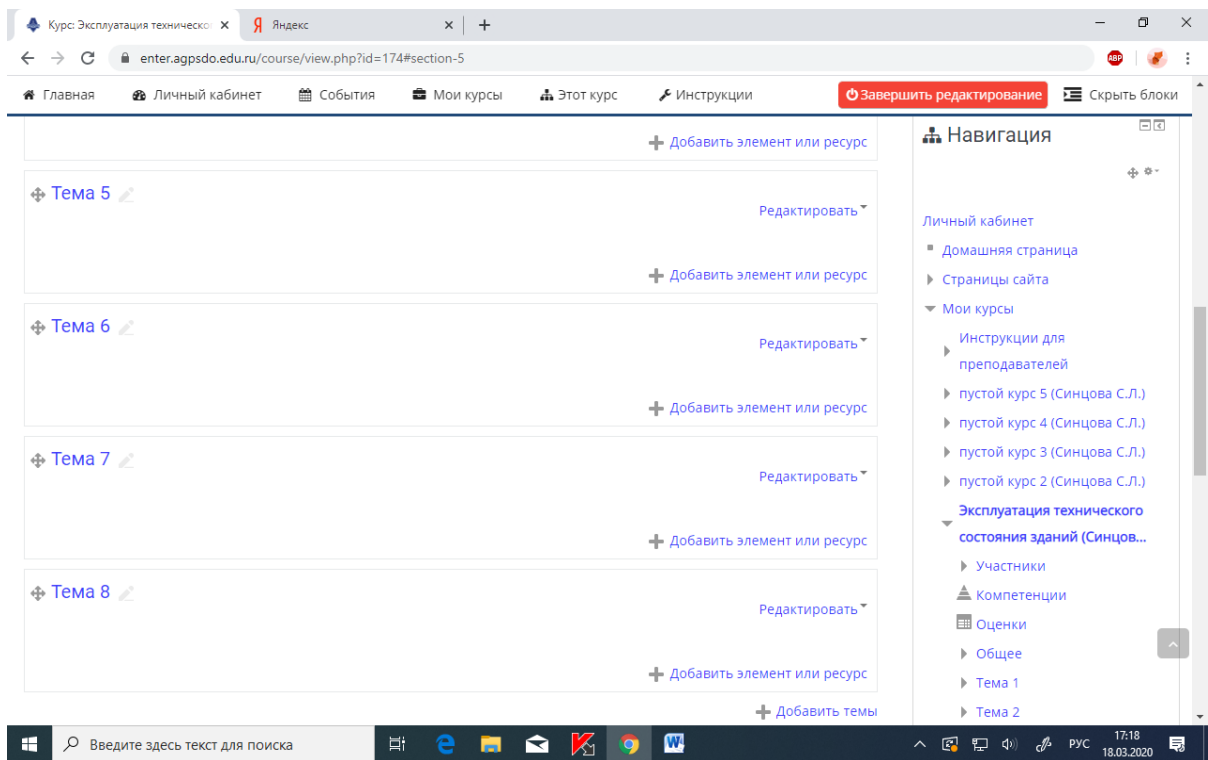 Курс: Эксплуатация техническо
Яндекс
enter.agpsdo.edu.ru/course/view.php?id=174#section-5
ABP
Главная
Личный кабинет
События
Мои курсы
Этот курс
Инструкции
Завершить редактирование
Скрыть блоки
Добавить элемент или ресурс
Тема 5
Редактировать
Добавить элемент или ресурс
Тема 6
Редактировать
Добавить элемент или ресурс
Тема 7
Редактировать
Добавить элемент или ресурс
Тема 8
Редактировать
Добавить элемент или ресурс
Добавить темы
Навигация
Личный кабинет
Домашняя страница
Страницы сайта
Мои курсы
Инструкции для
преподавателей
пустой курс 5 (Синцова С.Л.)
пустой курс 4 (Синцова С.Л.)
пустой курс 3 (Синцова С.Л.)
пустой курс 2 (Синцова С.Л.)
Эксплуатация технического
состояния зданий (Синцов...
Участники
Компетенции
Оценки
Общее
Тема 1
Тема 2
Введите здесь текст для поиска
РУС
17:18
18.03.2020